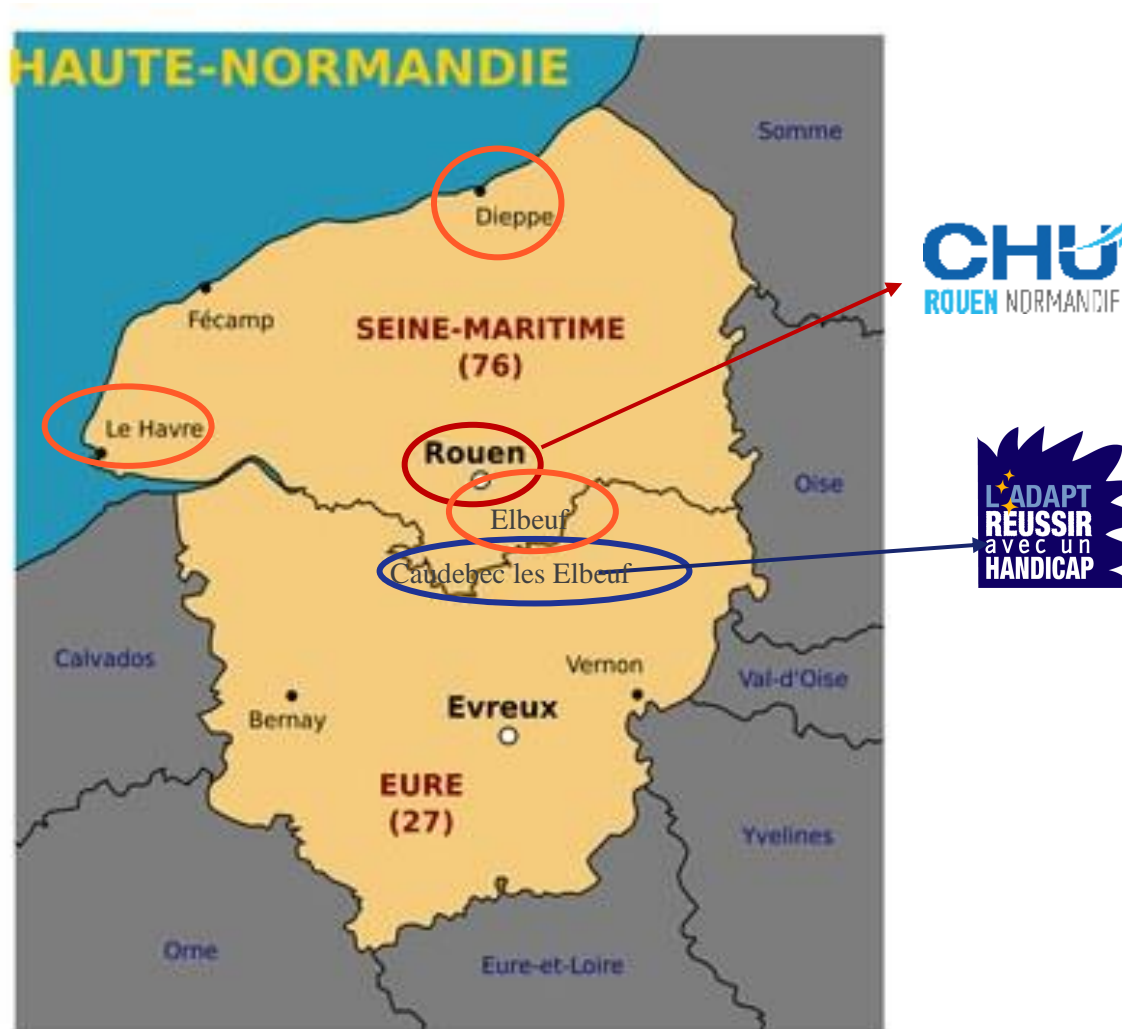 HAUTE-NORMANDIE
Somme
Dieppe
CHU
ROUEN NORMANDIE
Fécamp
SEINE-MARITIME
(76)
Le Havre
Rouen
Oise
L'ADAPT
RÉUSSIR
avec un
HANDICAP
Elbeuf
Caudebec les Elbeuf
Calvados
Vernon
Val-d'Oise
Bernay
Evreux
EURE
(27)
Yvelines
Orne
Eure-et-Loire